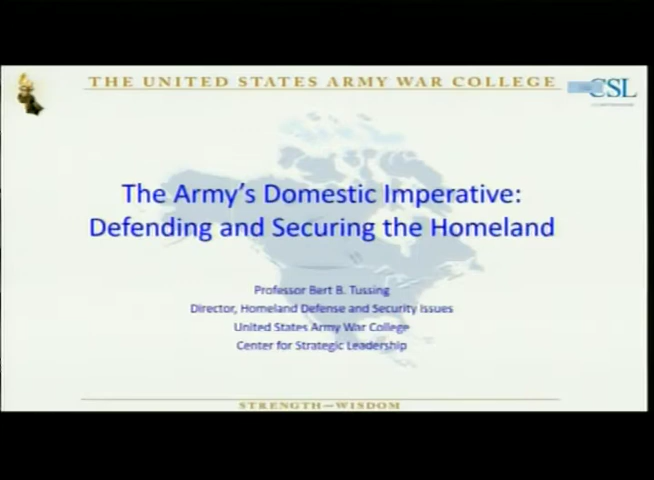 THE UNITED STATES ARMY WAR COLLEGE
CSL
The Army's Domestic Imperative:
Defending and Securing the Homeland
Professor Bert B. Tussing
Director, Homeland Defense and Security Issues
United States Army War College
Center for Strategic Leadership
STRENGTH—WISDOM